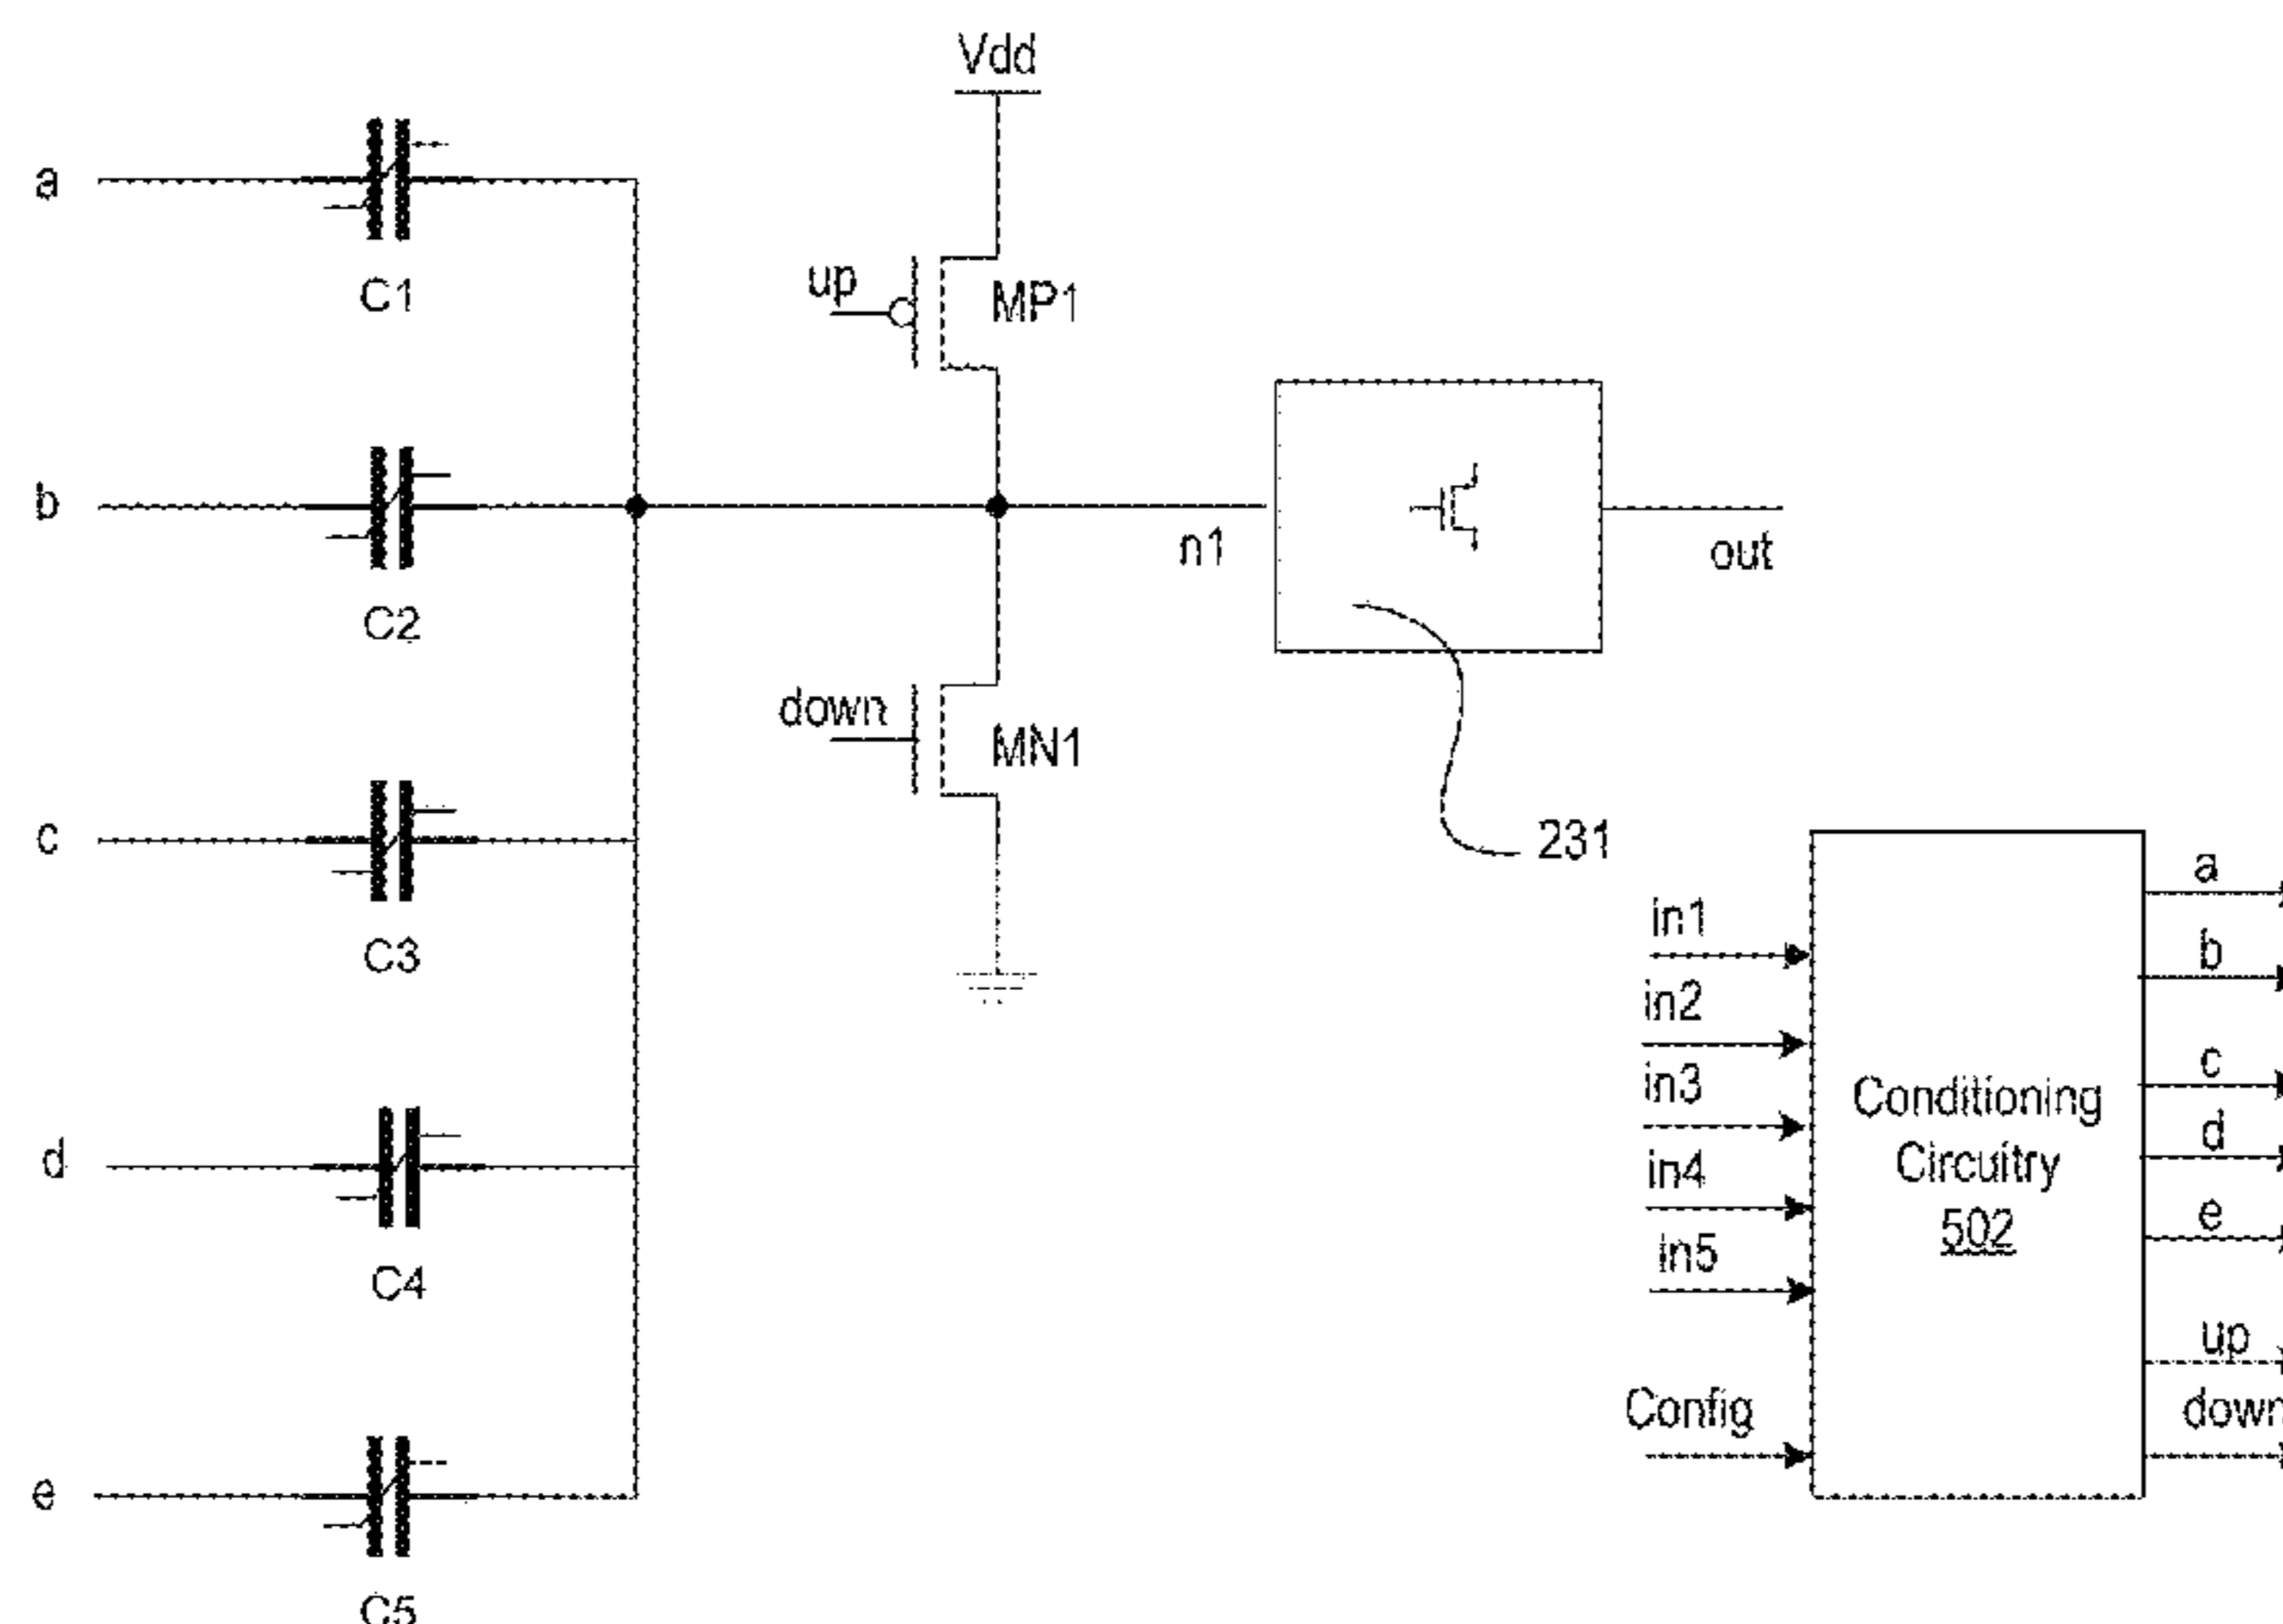 Vdd
a
C1
up
MP1
b
C2
n1
out
down
MN1
c
C3
231
d
C4
e
C5
in1
in2
in3
in4
in5
Config
Conditioning
Circuitry
502
a
b
c
d
e
up
down